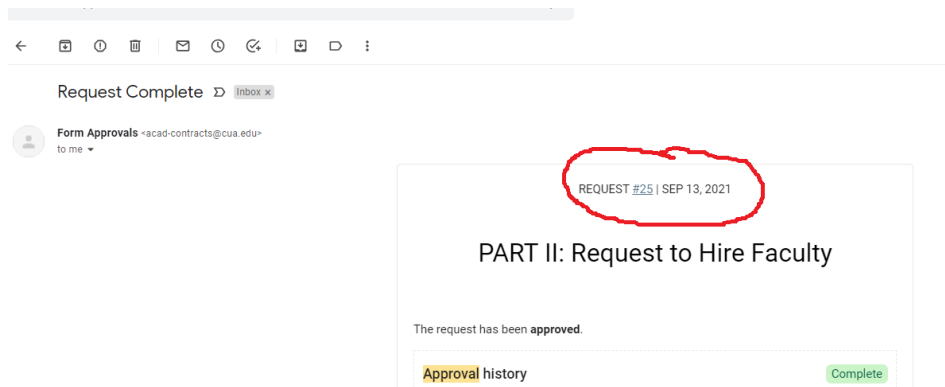 Request Complete Inbox x
Form Approvals <acad-contracts@cua.edu>
to me
REQUEST #25 | SEP 13, 2021
PART II: Request to Hire Faculty
The request has been approved.
Approval history Complete